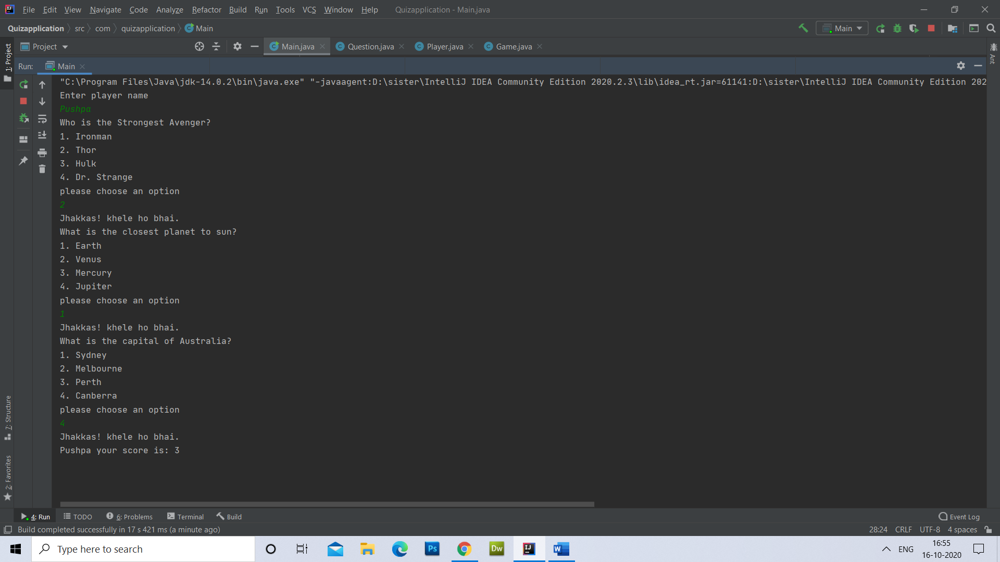 File Edit View Navigate Code Analyze Refactor Build Run Tools VCS Window Help Quizapplication - Main.java
Quizapplication src com quizapplication Main
Main
Project
Main.java Question.java Player.java Game.java
1: Project
Ant
Run: Main
"C:\Program Files\Java\jdk-14.0.2\bin\java.exe" "-javaagent:D:\sister\IntelliJ IDEA Community Edition 2020.2.3\lib\idea_rt.jar=61141:D:\sister\IntelliJ IDEA Community Edition 202
Enter player name
Pushpa
Who is the Strongest Avenger?
1. Ironman
2. Thor
3. Hulk
4. Dr. Strange
please choose an option
2
Jhakkas! khele ho bhai.
What is the closest planet to sun?
1. Earth
2. Venus
3. Mercury
4. Jupiter
please choose an option
1
Jhakkas! khele ho bhai.
What is the capital of Australia?
1. Sydney
2. Melbourne
3. Perth
4. Canberra
please choose an option
4
Jhakkas! khele ho bhai.
Pushpa your score is: 3
7: Structure
2: Favorites
4: Run TODO 6: Problems Terminal Build Event Log
Build completed successfully in 17 s 421 ms (a minute ago) 28:24 CRLF UTF-8 4 spaces
Type here to search
Ps Dw IJ W
ENG
16:55
16-10-2020